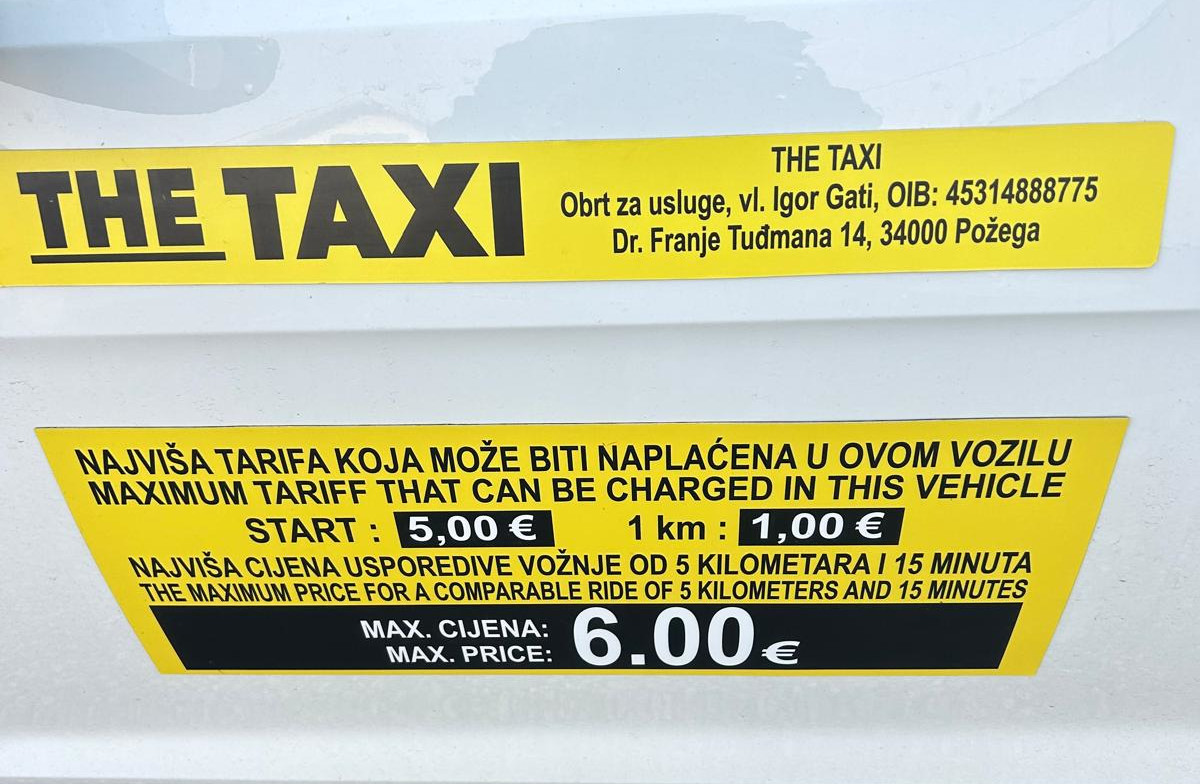 THE TAXI
THE TAXI
Obrt za usluge, vl. Igor Gati, OIB: 45314888775
Dr. Franje Tuđmana 14, 34000 Požega
NAJVIŠA TARIFA KOJA MOŽE BITI NAPLAĆENA U OVOM VOZILU
MAXIMUM TARIFF THAT CAN BE CHARGED IN THIS VEHICLE
START : 5,00 € 1 km : 1,00 €
NAJVIŠA CIJENA USPOREDIVE VOŽNJE OD 5 KILOMETARA I 15 MINUTA
THE MAXIMUM PRICE FOR A COMPARABLE RIDE OF 5 KILOMETERS AND 15 MINUTES
MAX. CIJENA:
MAX. PRICE: 6.00 €